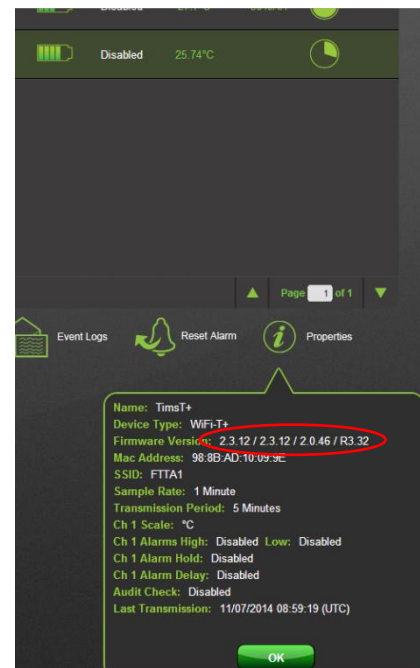 Disabled 25.74°C
Page 1 of 1
Event Logs Reset Alarm Properties
Name: TimsT+
Device Type: WiFi-T+
Firmware Version: 2.3.12 / 2.3.12 / 2.0.46 / R3.32
Mac Address: 98:8B:AD:10:09:9E
SSID: FTTA1
Sample Rate: 1 Minute
Transmission Period: 5 Minutes
Ch 1 Scale: °C
Ch 1 Alarms High: Disabled Low: Disabled
Ch 1 Alarm Hold: Disabled
Ch 1 Alarm Delay: Disabled
Audit Check: Disabled
Last Transmission: 11/07/2014 08:59:19 (UTC)
OK